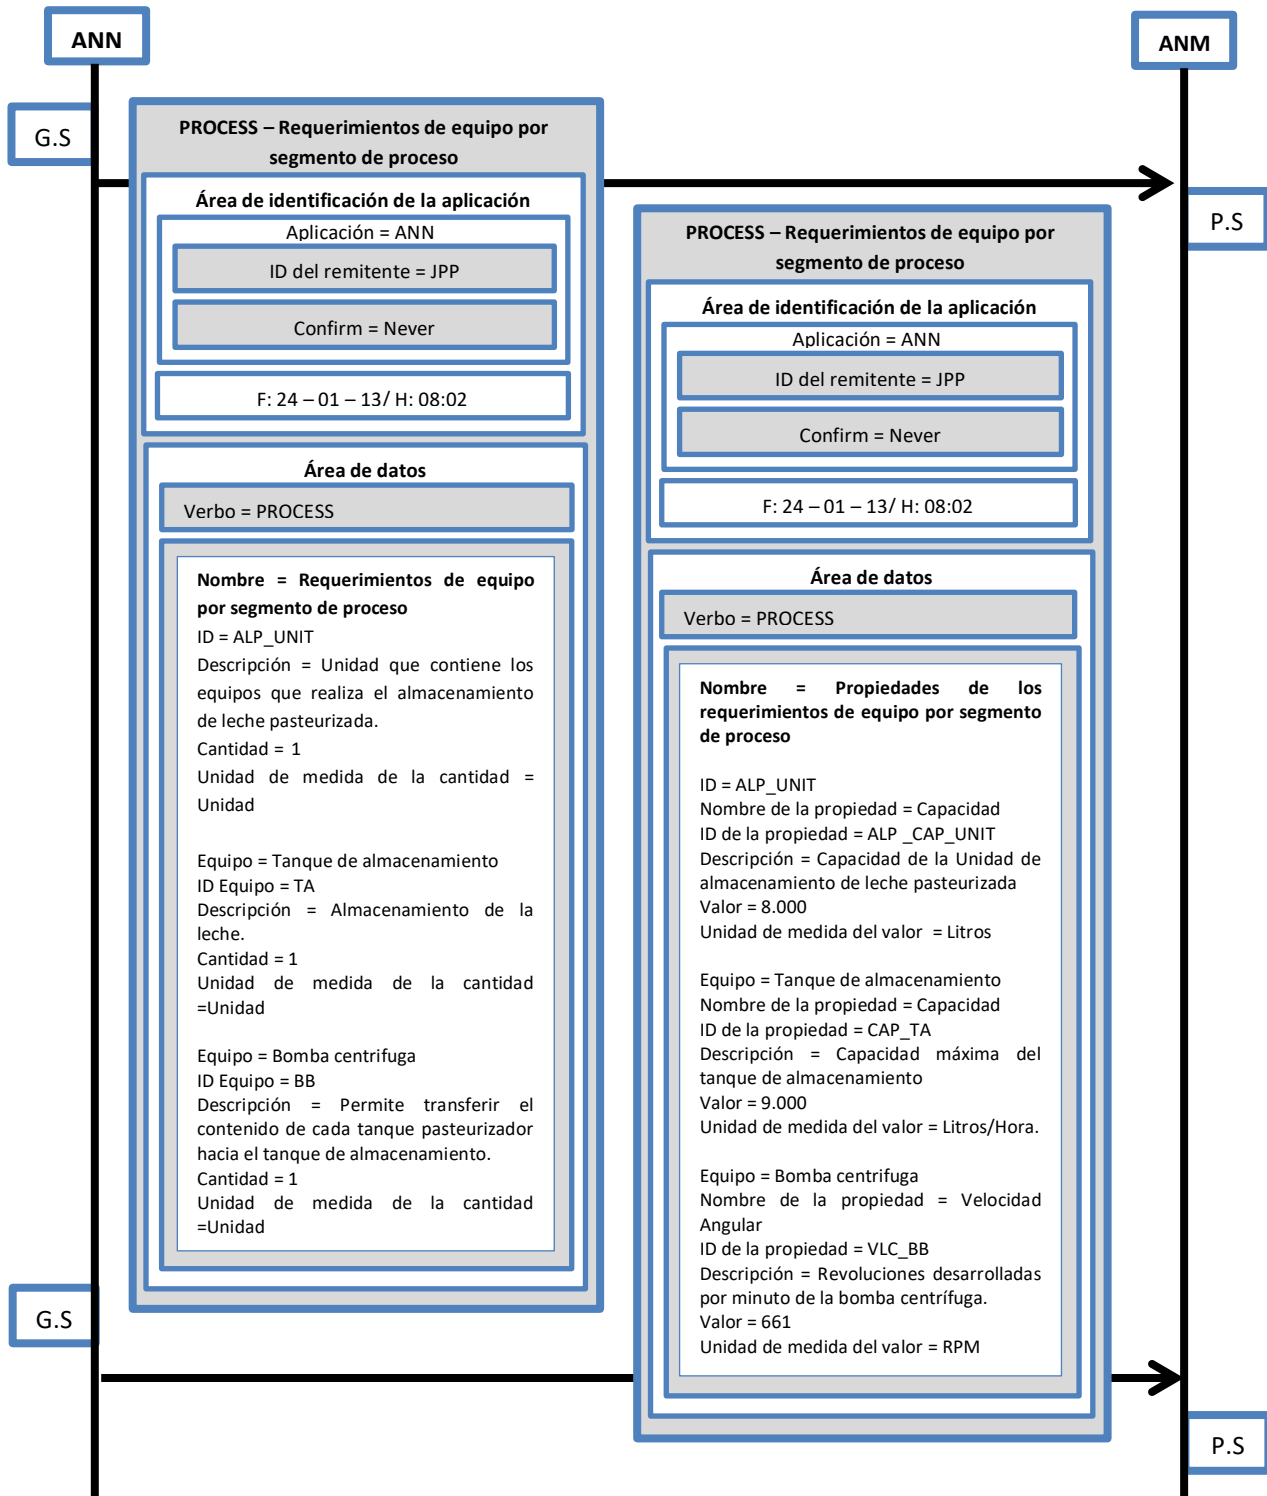 ANN
ANM
G.S
PROCESS – Requerimientos de equipo por
segmento de proceso
Área de identificación de la aplicación
Aplicación = ANN
ID del remitente = JPP
Confirm = Never
F: 24 – 01 – 13/ H: 08:02
Área de datos
Verbo = PROCESS
Nombre = Requerimientos de equipo
por segmento de proceso
ID = ALP_UNIT
Descripción = Unidad que contiene los
equipos que realiza el almacenamiento
de leche pasteurizada.
Cantidad = 1
Unidad de medida de la cantidad =
Unidad
Equipo = Tanque de almacenamiento
ID Equipo = TA
Descripción = Almacenamiento de la
leche.
Cantidad = 1
Unidad de medida de la cantidad
=Unidad
Equipo = Bomba centrifuga
ID Equipo = BB
Descripción = Permite transferir el
contenido de cada tanque pasteurizador
hacia el tanque de almacenamiento.
Cantidad = 1
Unidad de medida de la cantidad
=Unidad
P.S
PROCESS – Requerimientos de equipo por
segmento de proceso
Área de identificación de la aplicación
Aplicación = ANN
ID del remitente = JPP
Confirm = Never
F: 24 – 01 – 13/ H: 08:02
Área de datos
Verbo = PROCESS
Nombre = Propiedades de los
requerimientos de equipo por segmento
de proceso
ID = ALP_UNIT
Nombre de la propiedad = Capacidad
ID de la propiedad = ALP _CAP_UNIT
Descripción = Capacidad de la Unidad de
almacenamiento de leche pasteurizada
Valor = 8.000
Unidad de medida del valor = Litros
Equipo = Tanque de almacenamiento
Nombre de la propiedad = Capacidad
ID de la propiedad = CAP_TA
Descripción = Capacidad máxima del
tanque de almacenamiento
Valor = 9.000
Unidad de medida del valor = Litros/Hora.
Equipo = Bomba centrifuga
Nombre de la propiedad = Velocidad
Angular
ID de la propiedad = VLC_BB
Descripción = Revoluciones desarrolladas
por minuto de la bomba centrífuga.
Valor = 661
Unidad de medida del valor = RPM
G.S
P.S